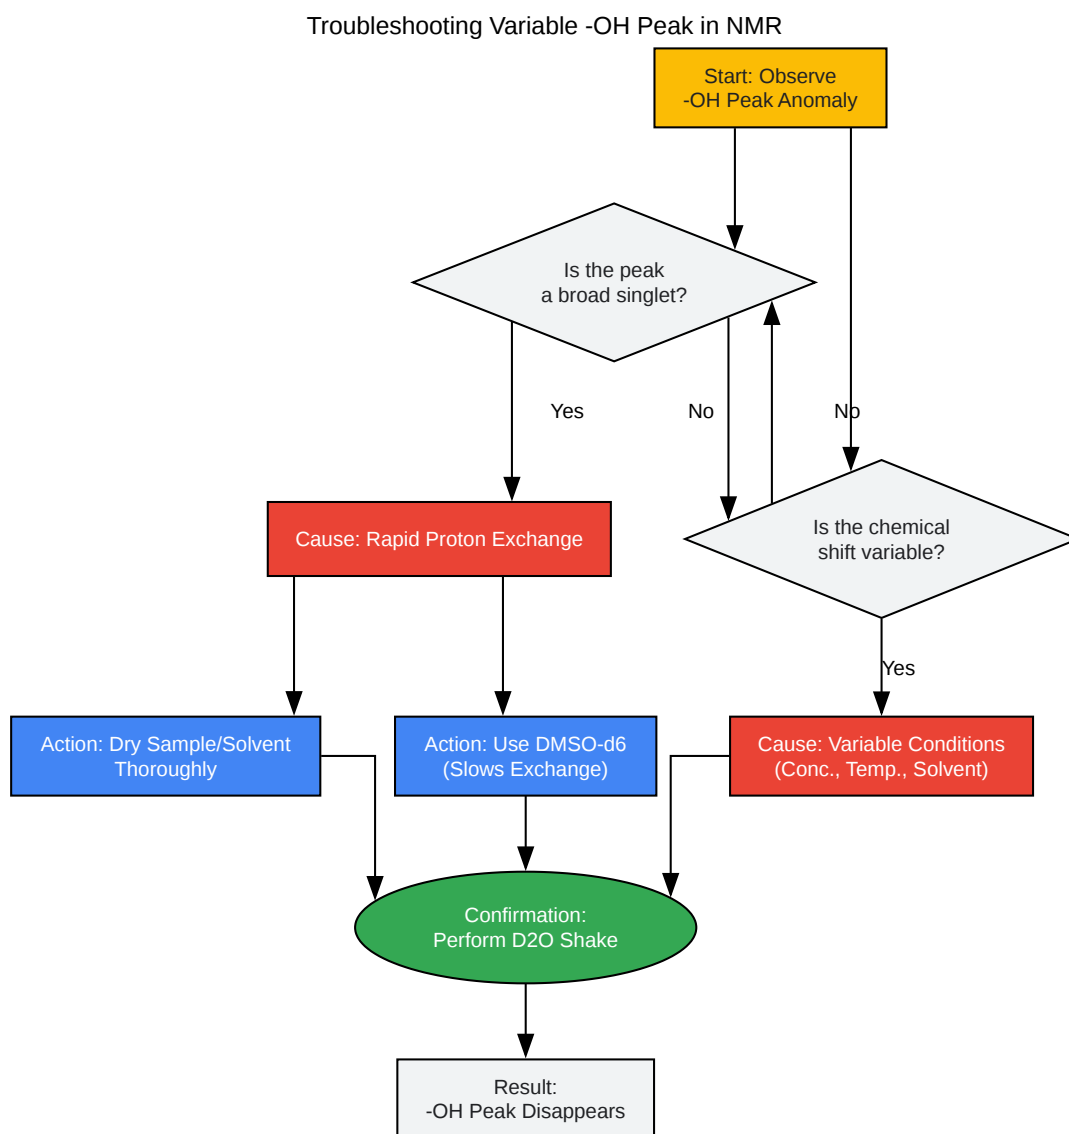 Troubleshooting Variable -OH Peak in NMR
Start: Observe
-OH Peak Anomaly
Is the peak
a broad singlet?
Yes
No
No
Cause: Rapid Proton Exchange
Is the chemical
shift variable?
Yes
Action: Dry Sample/Solvent
Thoroughly
Action: Use DMSO-d6
(Slows Exchange)
Cause: Variable Conditions
(Conc., Temp., Solvent)
Confirmation:
Perform D2O Shake
Result:
-OH Peak Disappears